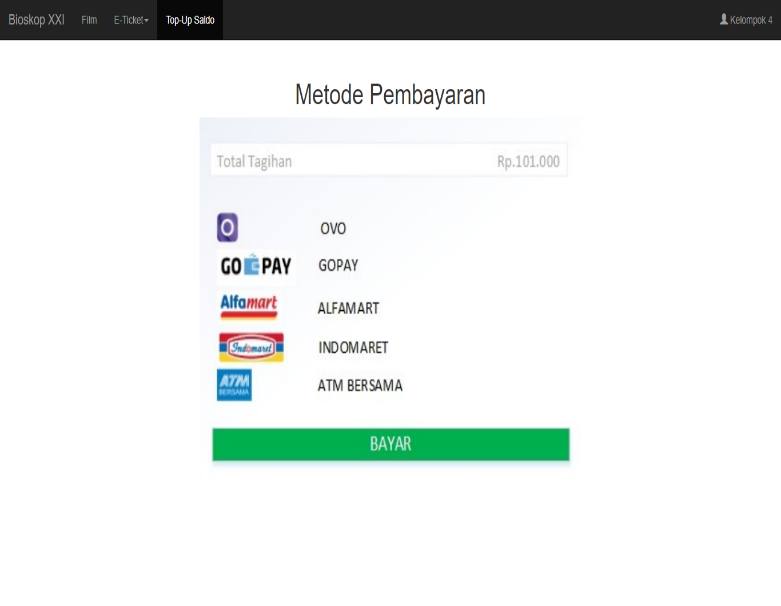 Bioskop XXI Film E-Ticket Top-Up Saldo Kelompok 4
Metode Pembayaran
Total Tagihan Rp.101.000
O OVO
GO PAY GOPAY
Alfamart ALFAMART
Indomaret INDOMARET
ATM BERSAMA ATM BERSAMA
BAYAR